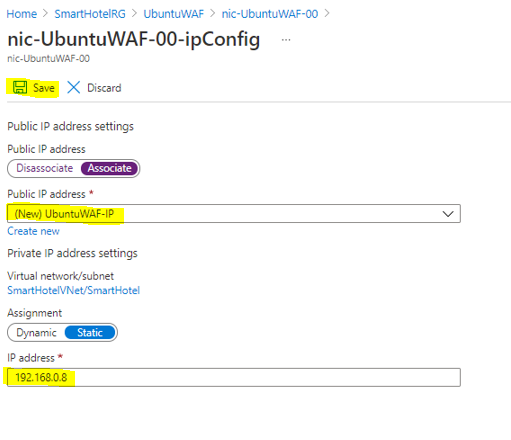 Home > SmartHotelRG > UbuntuWAF > nic-UbuntuWAF-00 >
nic-UbuntuWAF-00-ipConfig ...
nic-UbuntuWAF-00
Save Discard
Public IP address settings
Public IP address
Disassociate Associate
Public IP address *
(New) UbuntuWAF-IP
Create new
Private IP address settings
Virtual network/subnet
SmartHotelVNet/SmartHotel
Assignment
Dynamic Static
IP address *
192.168.0.8